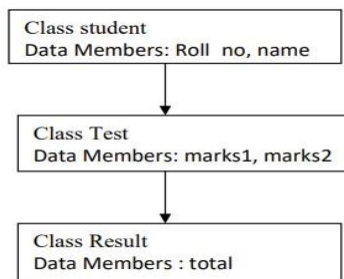 Class student
Data Members: Roll no, name
Class Test
Data Members: marks1, marks2
Class Result
Data Members : total